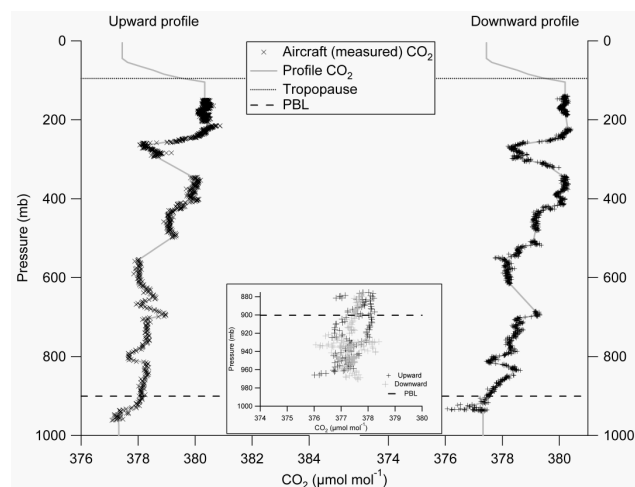 Upward profile
Downward profile
Aircraft (measured) CO₂
Profile CO₂
Tropopause
PBL
0
200
400
600
800
1000
Pressure (mb)
0
200
400
600
800
1000
Pressure (mb)
376 378 380 382 384 378 380
CO₂ (µmol mol⁻¹)
880
900
920
940
960
980
1000
Pressure (mb)
Upward
Downward
PBL
374 375 376 377 378 379 380
CO₂ (µmol mol⁻¹)